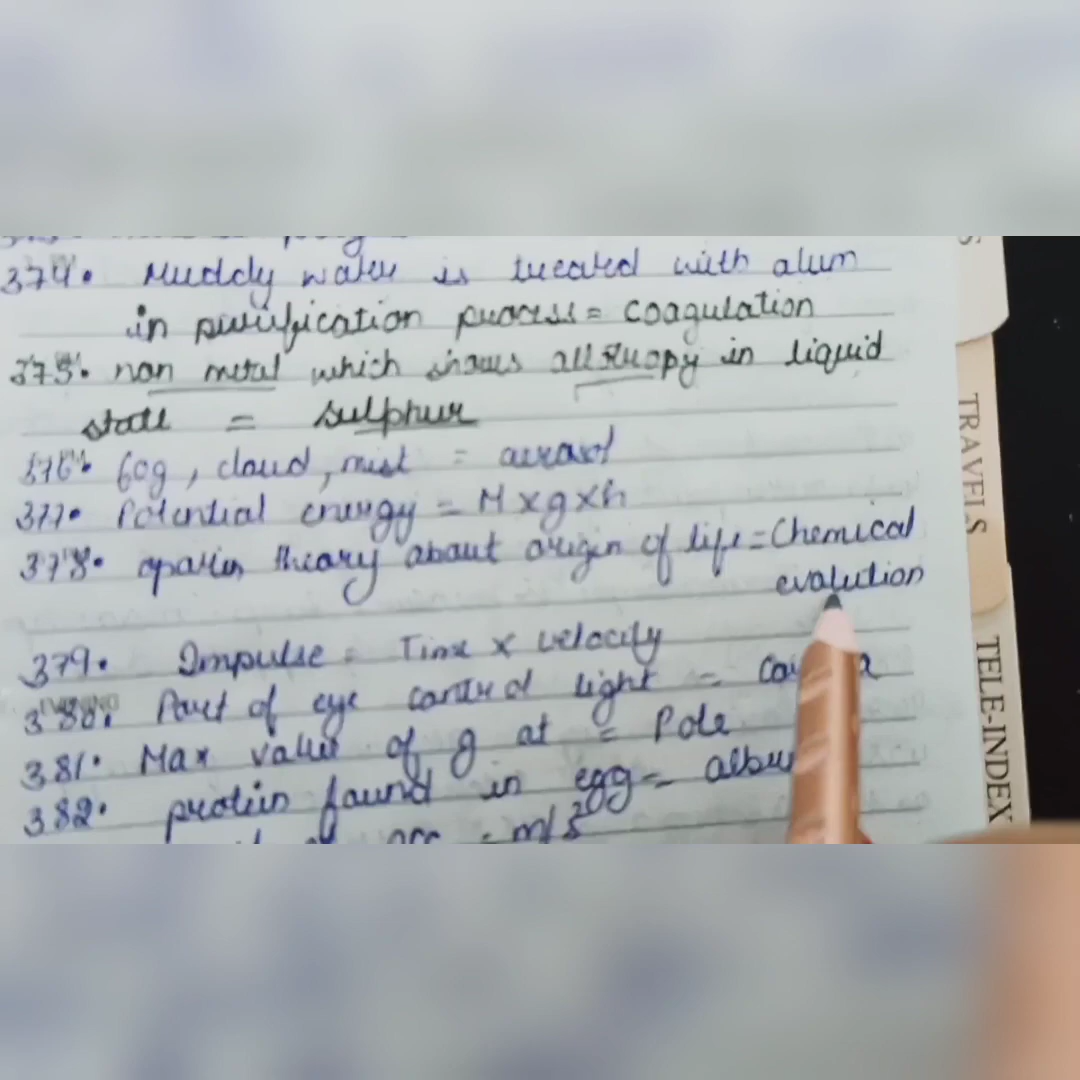 374. Muddy water is treated with alum
in purification process = coagulation
375. non metal which shows allotropy in liquid
state = sulphur
376. fog, cloud, mist = aerosol
377. Potential energy = M x g x h
378. oparin theory about origin of life = Chemical
evalution
379. Impulse = Time x velocity
380. Part of eye control light =
381. Max value of g at = Pole
382. protein found in egg =
= m/s²
TRAVELS
TELE-INDEX